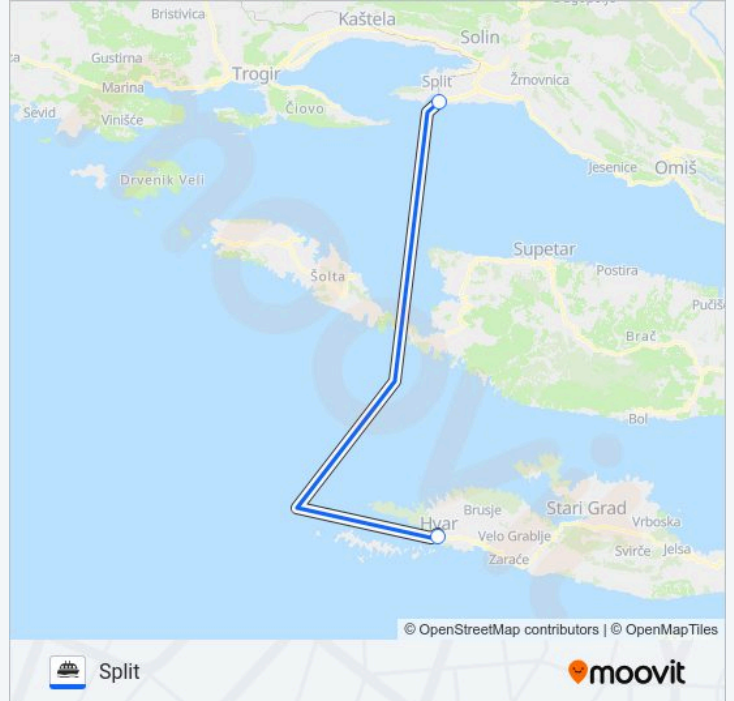 Bristivica
Kaštela
Solin
Gustirna
Trogir
Split
Žrnovnica
Marina
Čiovo
Sevid
Vinišće
Jesenice
Omiš
Drvenik Veli
Supetar
Postira
Šolta
Pučiš
Brač
Bol
Stari Grad
Brusje
Hvar
Vrboska
Velo Grablje
Svirče
Jelsa
Zaraće
© OpenStreetMap contributors | © OpenMapTiles
Split
moovit